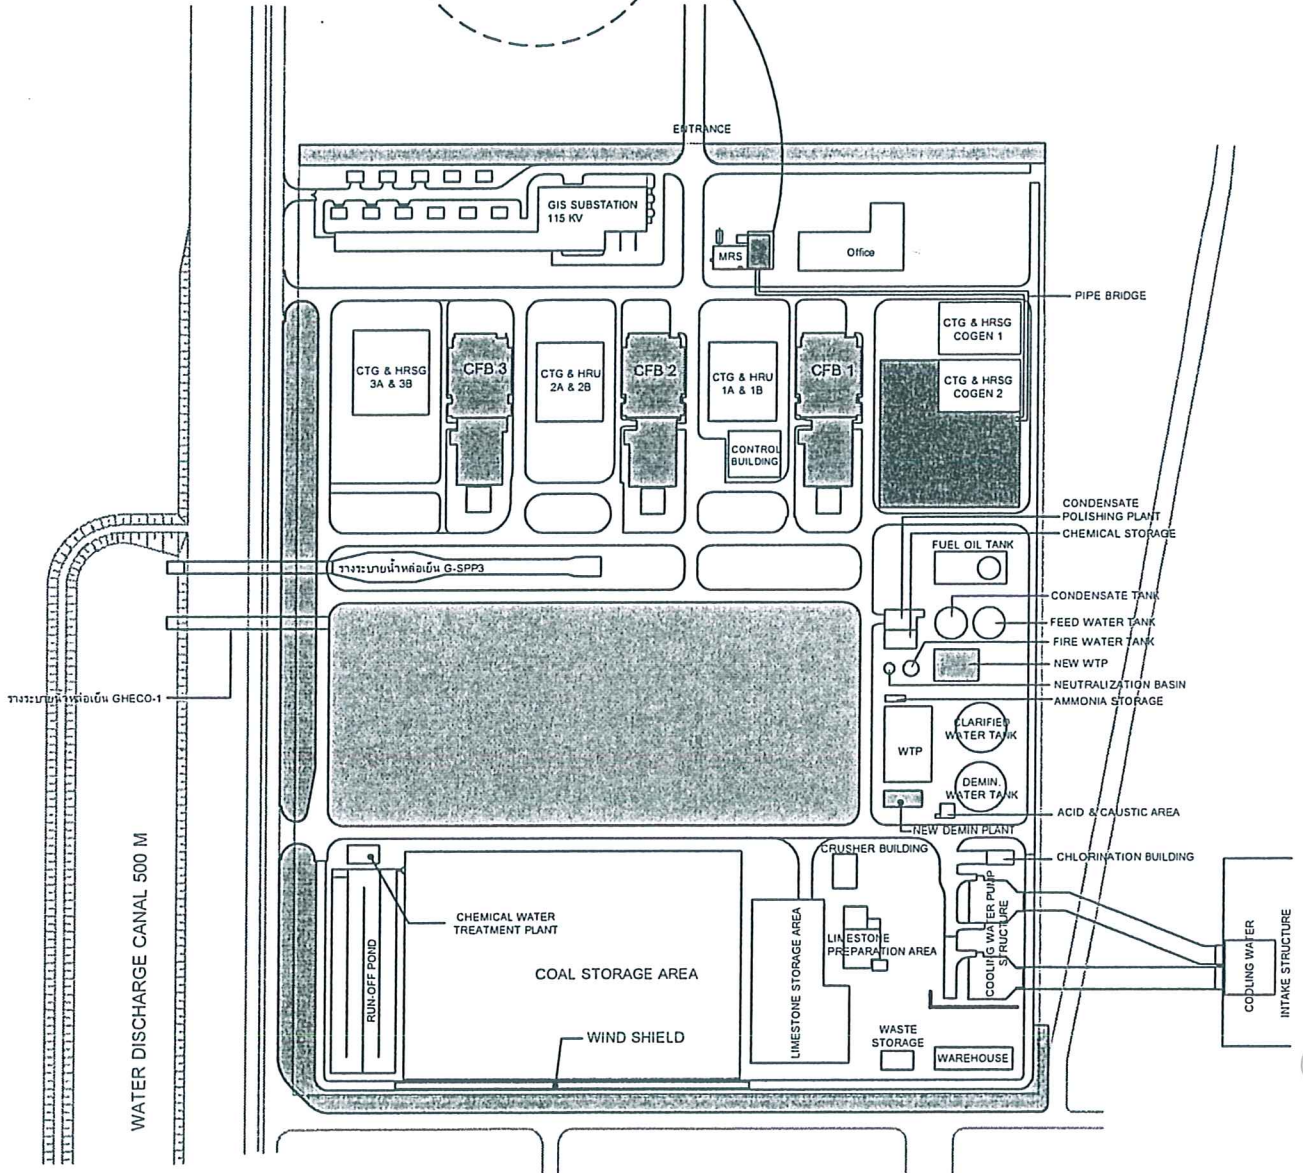 ENTRANCE
GIS SUBSTATION
115 KV
MRS
Office
PIPE BRIDGE
CTG & HRSG
COGEN 1
CTG & HRSG
3A & 3B
CFB 3
CTG & HRU
2A & 2B
CFB 2
CTG & HRU
1A & 1B
CFB 1
CTG & HRSG
COGEN 2
CONTROL
BUILDING
CONDENSATE
POLISHING PLANT
CHEMICAL STORAGE
FUEL OIL TANK
รางระบายน้ำหล่อเย็น G-SPP3
CONDENSATE TANK
FEED WATER TANK
FIRE WATER TANK
NEW WTP
NEUTRALIZATION BASIN
AMMONIA STORAGE
รางระบายน้ำหล่อเย็น GHECO-1
CLARIFIED
WATER TANK
WTP
DEMIN.
WATER TANK
ACID & CAUSTIC AREA
NEW DEMIN PLANT
CRUSHER BUILDING
CHLORINATION BUILDING
WATER DISCHARGE CANAL 500 M
CHEMICAL WATER
TREATMENT PLANT
RUN-OFF POND
COAL STORAGE AREA
LIMESTONE STORAGE AREA
LIMESTONE
PREPARATION AREA
COOLING WATER PUMP
STRUCTURE
COOLING WATER
INTAKE STRUCTURE
WIND SHIELD
WASTE
STORAGE
WAREHOUSE